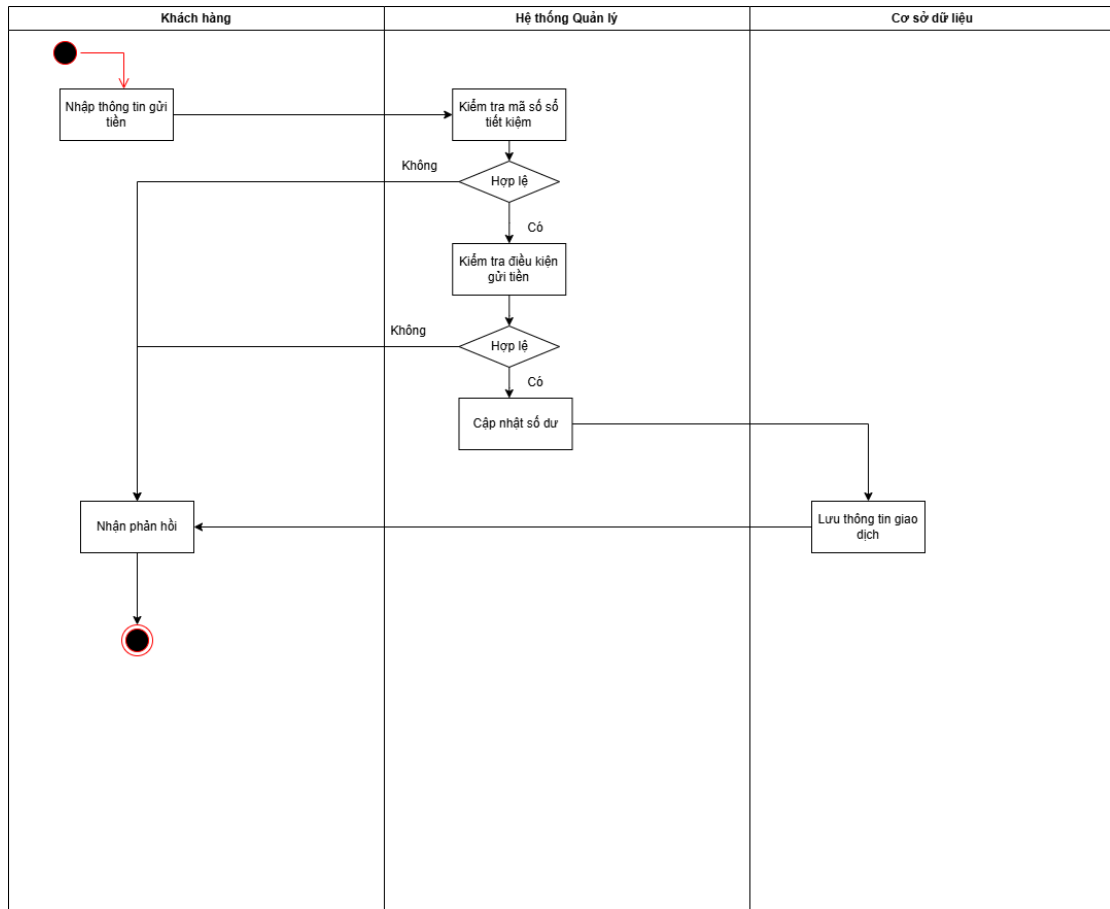 Khách hàng
Hệ thống Quản lý
Cơ sở dữ liệu
Nhập thông tin gửi
tiền
Kiểm tra mã số sổ
tiết kiệm
Không
Hợp lệ
Có
Kiểm tra điều kiện
gửi tiền
Không
Hợp lệ
Có
Cập nhật số dư
Nhận phản hồi
Lưu thông tin giao
dịch